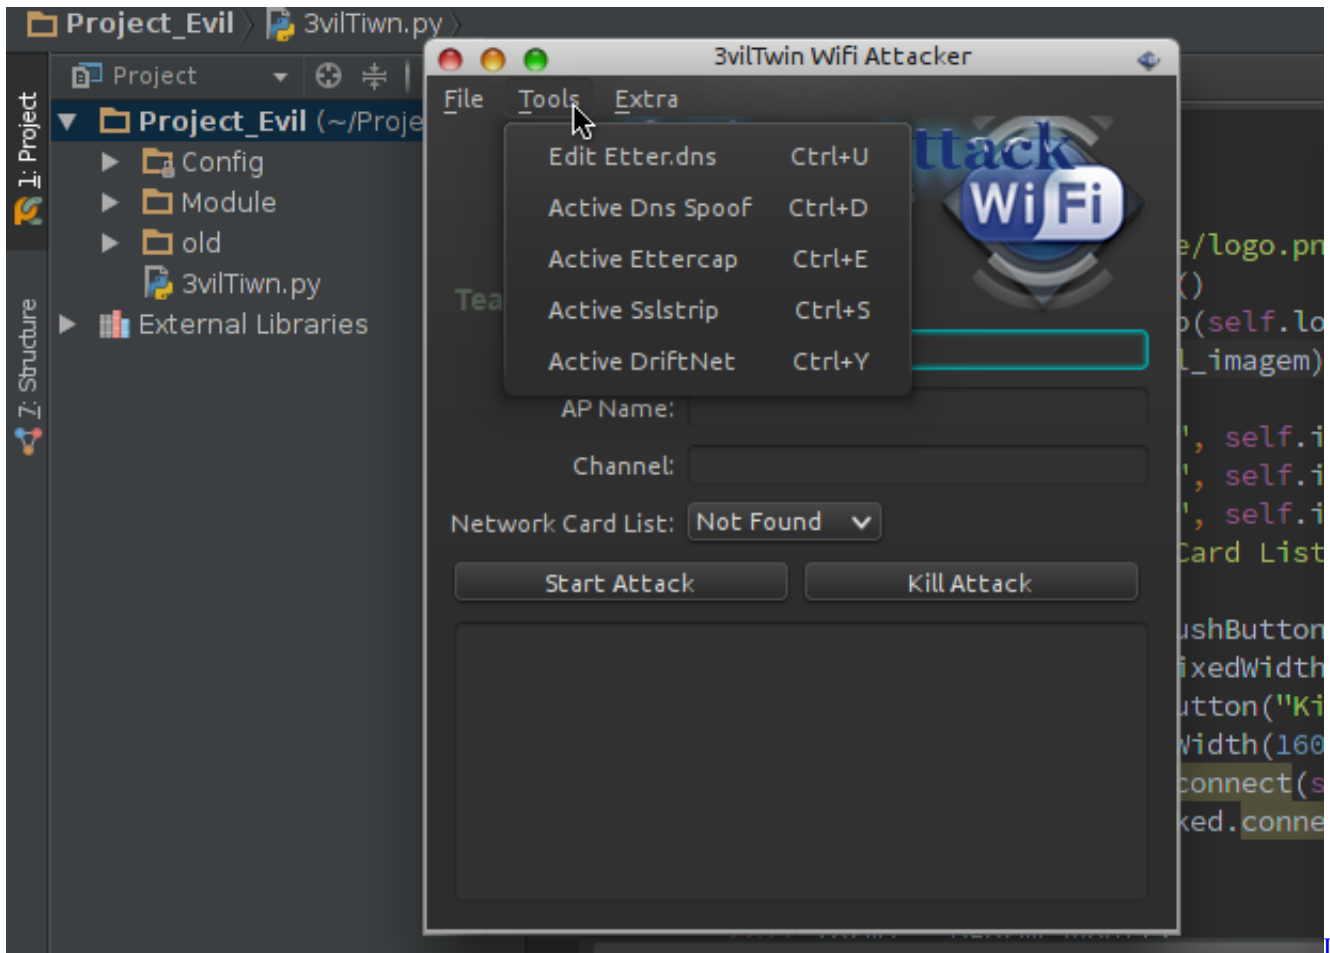 Project_Evil 3vilTiwn.py
Project
1: Project
7: Structure
Project_Evil (~/Proje
Config
Module
old
3vilTiwn.py
External Libraries
3vilTwin Wifi Attacker
File Tools Extra
Edit Etter.dns Ctrl+U
Active Dns Spoof Ctrl+D
Active Ettercap Ctrl+E
Active Sslstrip Ctrl+S
Active DriftNet Ctrl+Y
ttack
WiFi
Tea
AP Name:
Channel:
Network Card List: Not Found
Start Attack Kill Attack
e/logo.pn
()
o(self.lo
l_imagem)
', self.i
', self.i
', self.i
Card List
ushButton
ixedWidth
utton("Ki
Width(160
connect(s
ked.conne